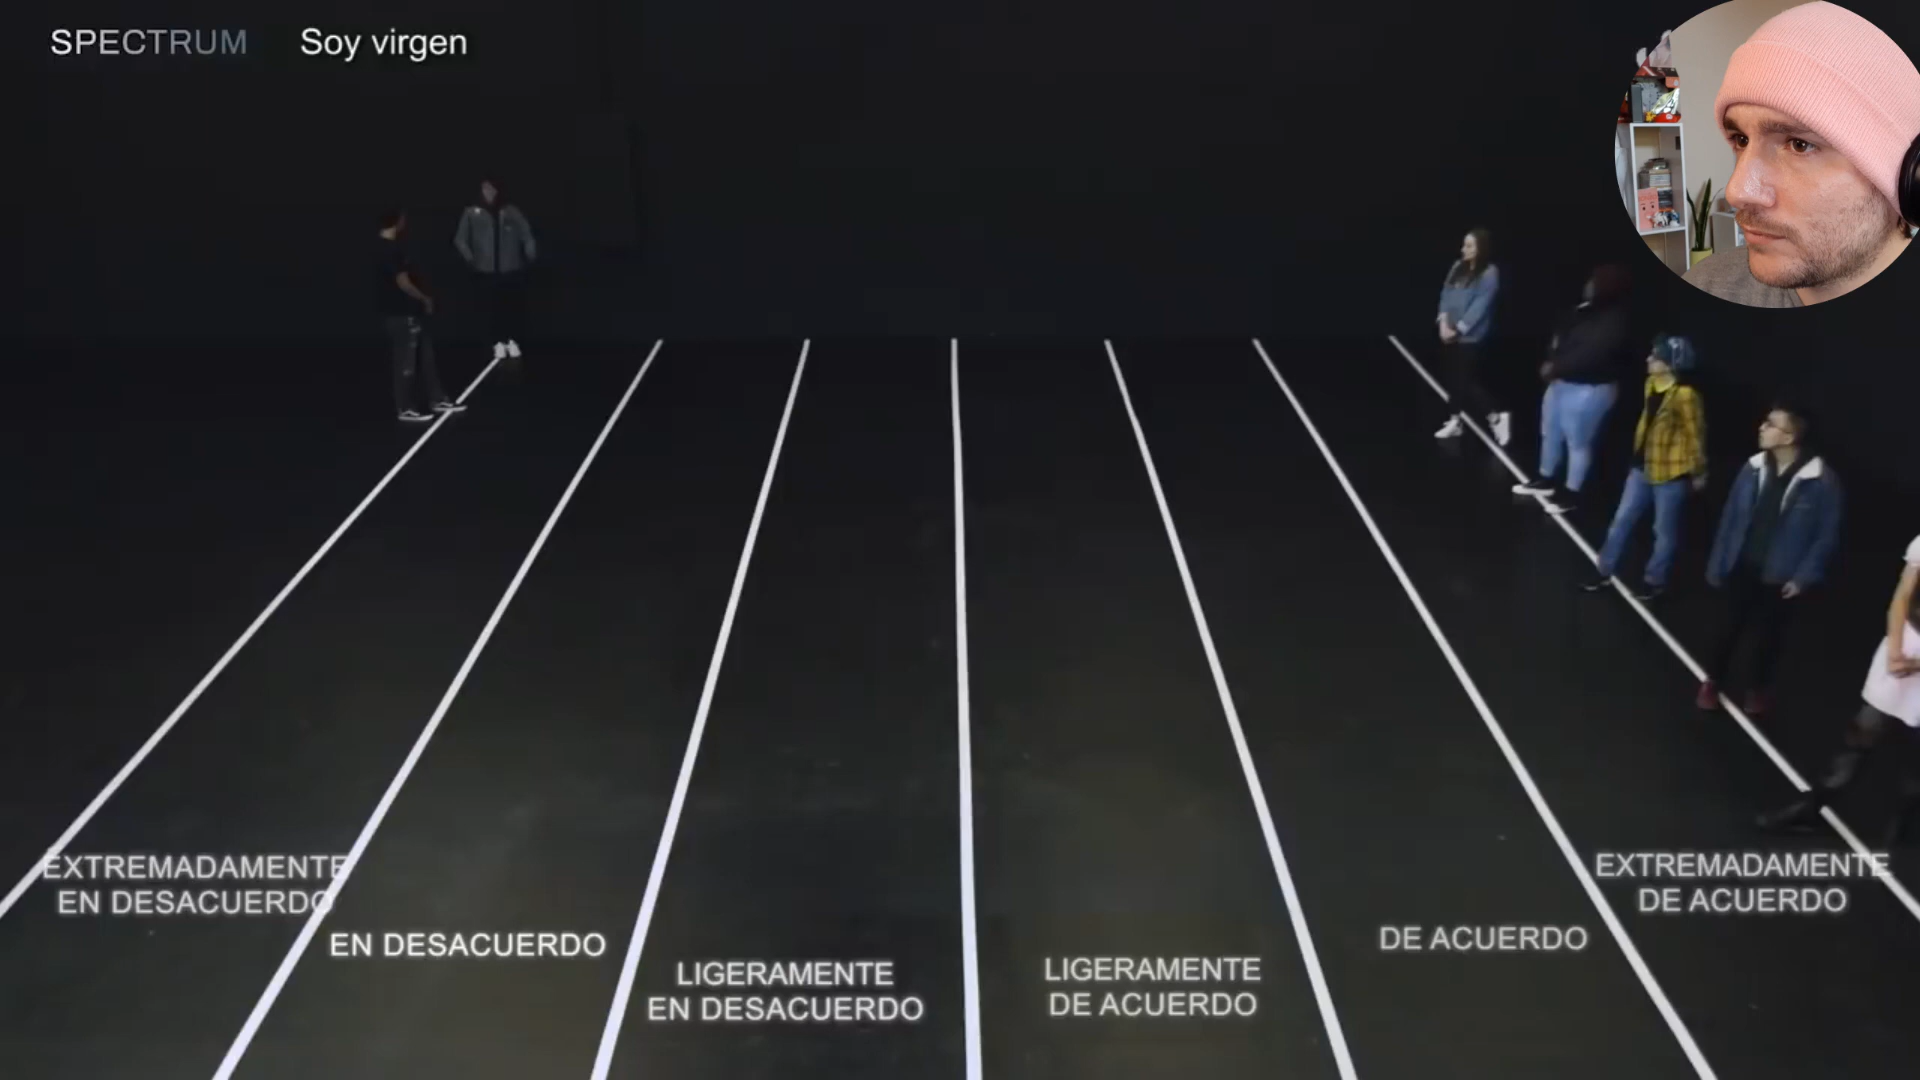 SPECTRUM Soy virgen
EXTREMADAMENTE
EN DESACUERDO
EN DESACUERDO
LIGERAMENTE
EN DESACUERDO
LIGERAMENTE
DE ACUERDO
DE ACUERDO
EXTREMADAMENTE
DE ACUERDO